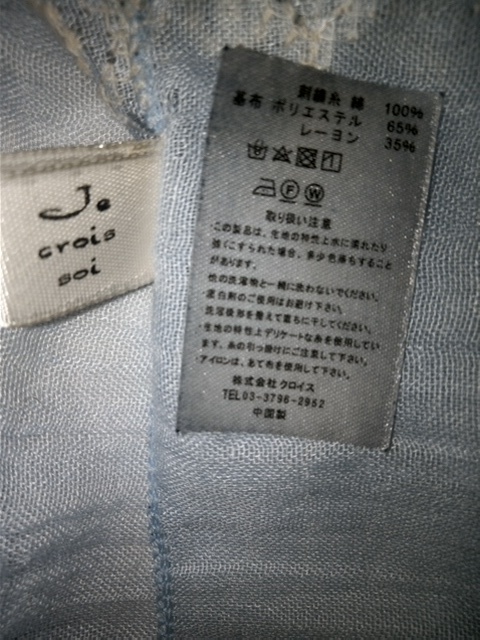 Je
crois
soi
刺繍糸 綿 100%
基布 ポリエステル 65%
レーヨン 35%
F W
取り扱い注意
・この製品は、生地の特性上水に濡れたり
強くこすられた場合、多少色落ちすること
があります。
他の洗濯物と一緒に洗わないでください。
・漂白剤のご使用はお避け下さい。
洗濯後形を整えて直ちに干してください。
・生地の特性上デリケートな糸を使用してい
ます、糸の引っ掛けにご注意して下さい。
・アイロンは、あて布を使用して下さい。
株式会社 クロイス
TEL03-3796-2952
中国製